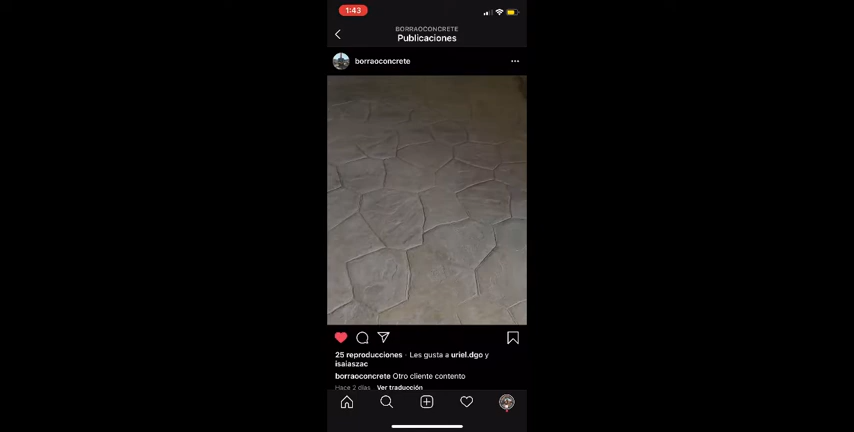 1:43
BORRAOCONCRETE
Publicaciones
borraoconcrete
25 reproducciones · Les gusta a uriel.dgo y
isaiaszac
borraoconcrete Otro cliente contento
Hace 2 días Ver traducción